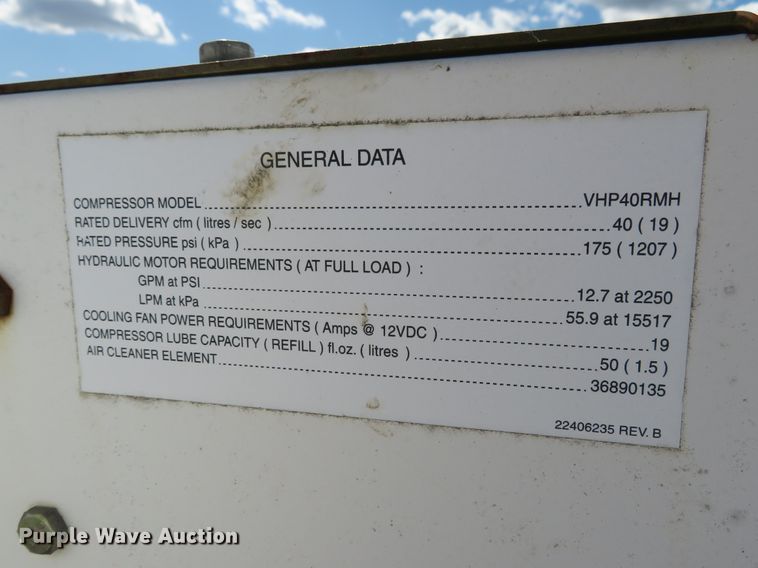 GENERAL DATA
COMPRESSOR MODEL VHP40RMH
RATED DELIVERY cfm ( litres / sec ) 40 ( 19 )
RATED PRESSURE psi ( kPa ) 175 ( 1207 )
HYDRAULIC MOTOR REQUIREMENTS ( AT FULL LOAD ) :
GPM at PSI 12.7 at 2250
LPM at kPa 55.9 at 15517
COOLING FAN POWER REQUIREMENTS ( Amps @ 12VDC ) 19
COMPRESSOR LUBE CAPACITY ( REFILL ) fl.oz. ( litres ) 50 ( 1.5 )
AIR CLEANER ELEMENT 36890135
22406235 REV. B
Purple Wave Auction